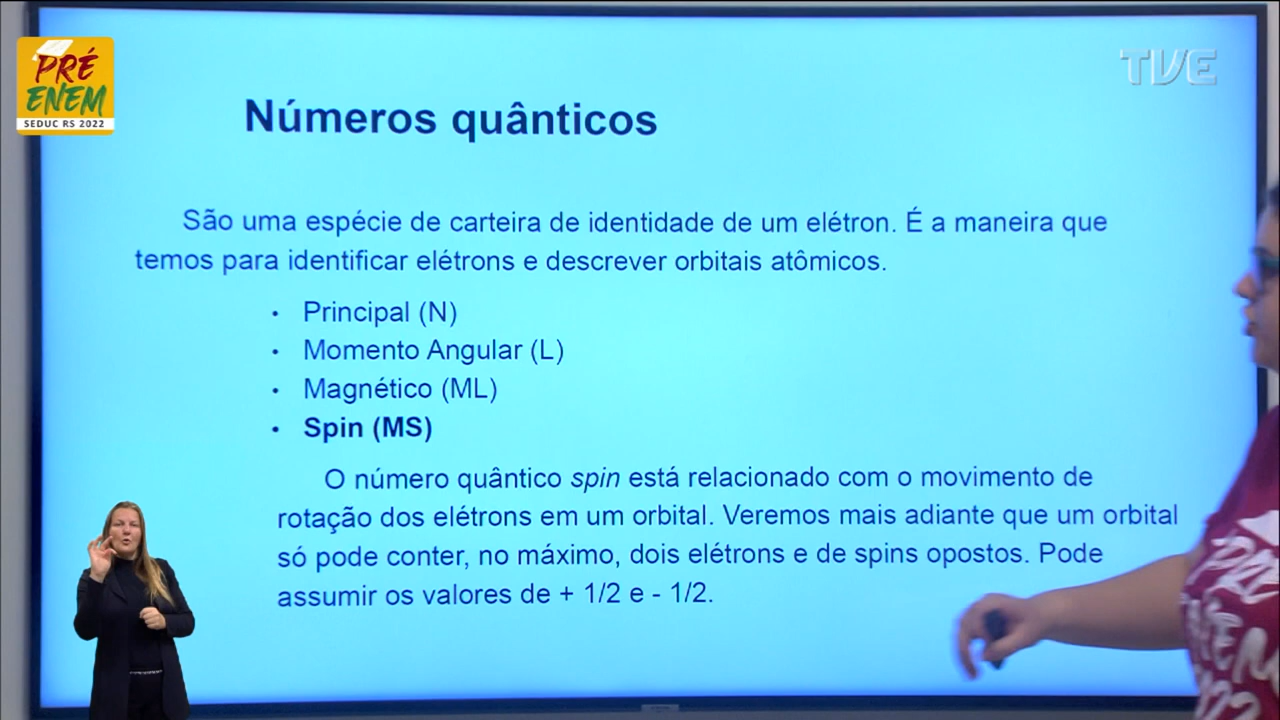 PRÉ
ENEM
SEDUC RS 2022
TVE
Números quânticos
São uma espécie de carteira de identidade de um elétron. É a maneira que
temos para identificar elétrons e descrever orbitais atômicos.
• Principal (N)
• Momento Angular (L)
• Magnético (ML)
• Spin (MS)
O número quântico spin está relacionado com o movimento de
rotação dos elétrons em um orbital. Veremos mais adiante que um orbital
só pode conter, no máximo, dois elétrons e de spins opostos. Pode
assumir os valores de + 1/2 e - 1/2.